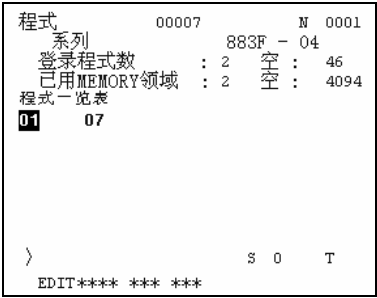 程式 00007 N 0001
系列 883F - 04
登录程式数 : 2 空 : 46
已用MEMORY领域 : 2 空 : 4094
程式一览表
01 07
〉 S 0 T
EDIT**** *** ***